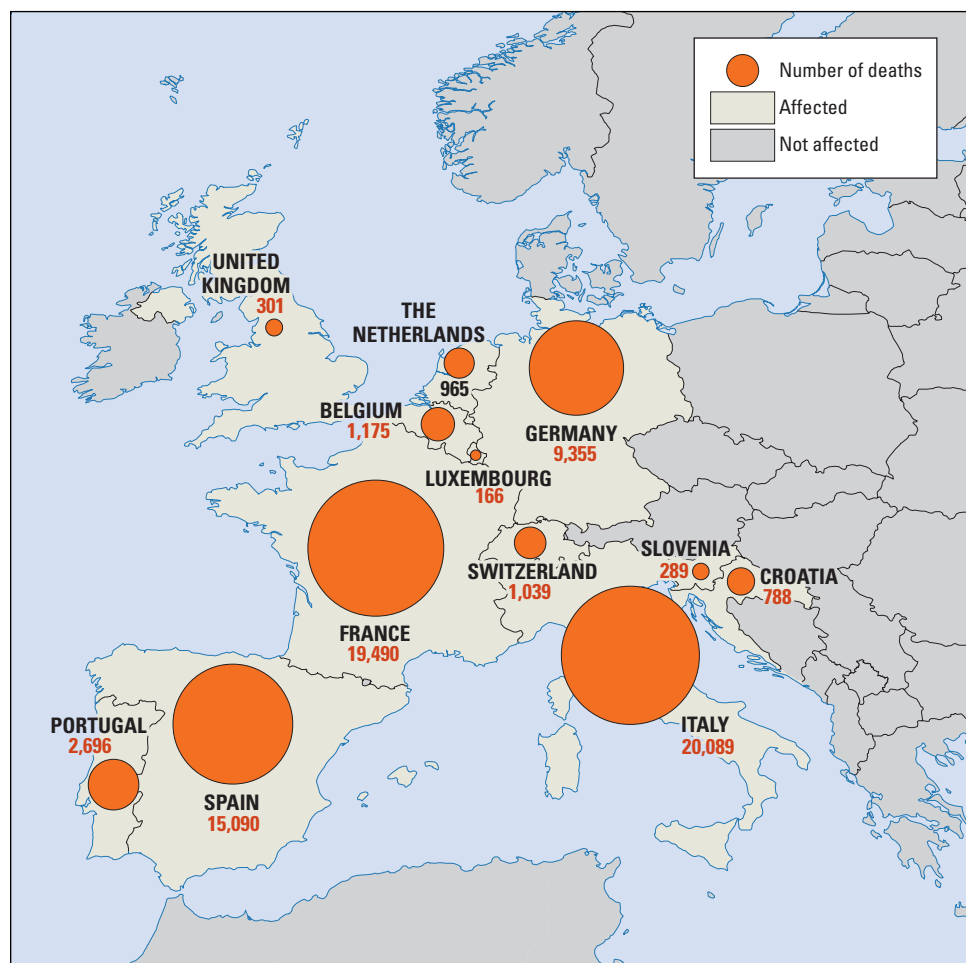 Number of deaths
Affected
Not affected
UNITED
KINGDOM
301
THE
NETHERLANDS
965
BELGIUM
1,175
GERMANY
9,355
LUXEMBOURG
166
SWITZERLAND
1,039
SLOVENIA
289
CROATIA
788
FRANCE
19,490
ITALY
20,089
PORTUGAL
2,696
SPAIN
15,090